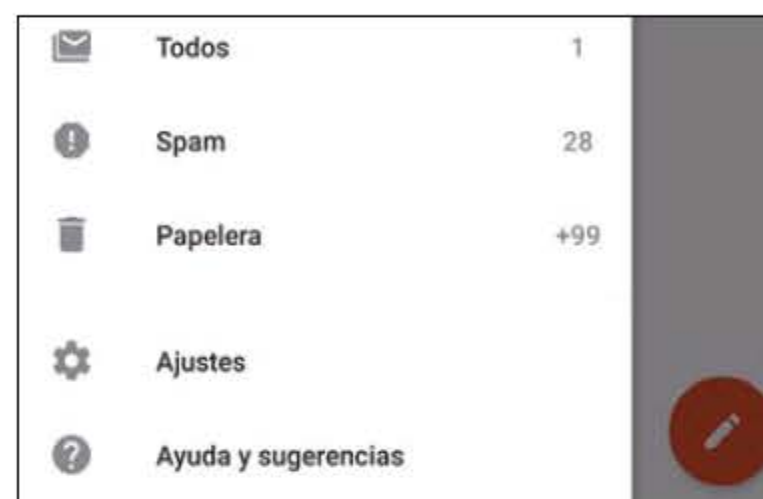 Todos 1
Spam 28
Papelera +99
Ajustes
Ayuda y sugerencias